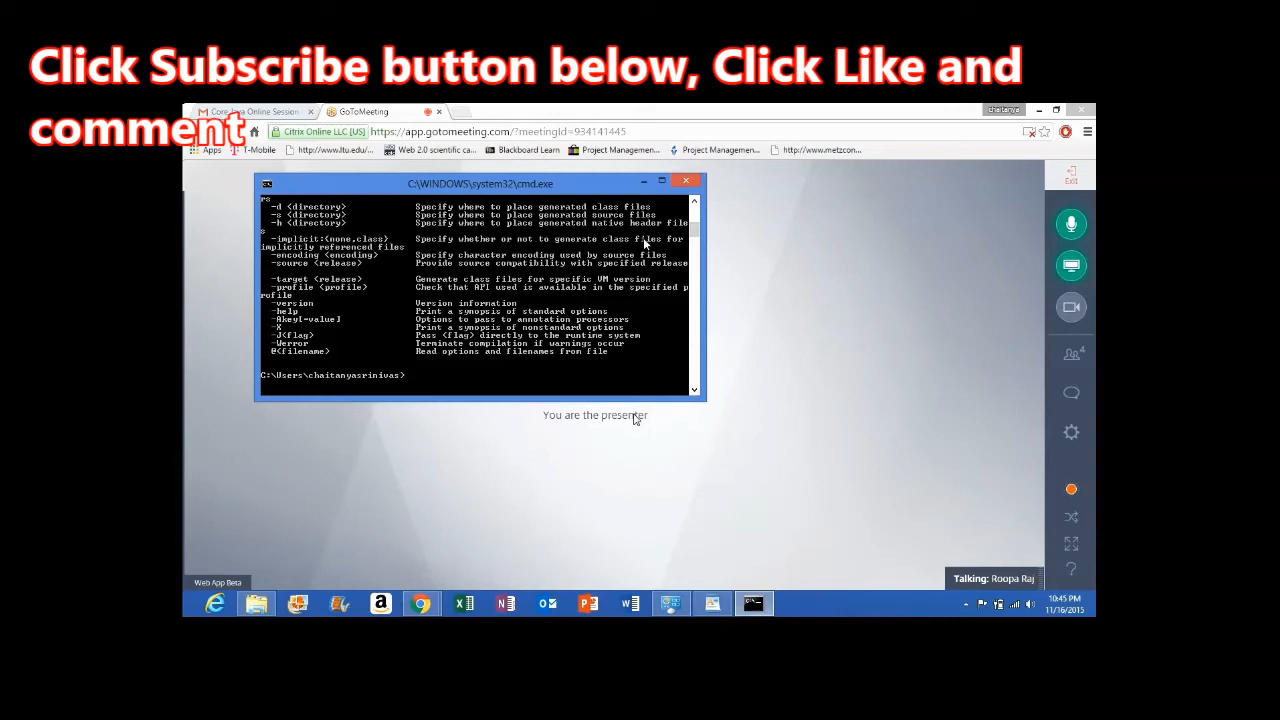 Click Subscribe button below, Click Like and
comment
Core Java Online Session
GoToMeeting
chaitanya
Citrix Online LLC [US]
https://app.gotomeeting.com/?meetingId=934141445
Apps
T-Mobile
http://www.ltu.edu/...
Web 2.0 scientific ca...
Blackboard Learn
Project Managemen...
Project Managemen...
http://www.metzcon...
Exit
C:\WINDOWS\system32\cmd.exe
rs
-d <directory> Specify where to place generated class files
-s <directory> Specify where to place generated source files
-h <directory> Specify where to place generated native header file
s
-implicit:{none,class} Specify whether or not to generate class files for
implicitly referenced files
-encoding <encoding> Specify character encoding used by source files
-source <release> Provide source compatibility with specified release
-target <release> Generate class files for specific VM version
-profile <profile> Check that API used is available in the specified p
rofile
-version Version information
-help Print a synopsis of standard options
-Akey[=value] Options to pass to annotation processors
-X Print a synopsis of nonstandard options
-J<flag> Pass <flag> directly to the runtime system
-Werror Terminate compilation if warnings occur
@<filename> Read options and filenames from file
C:\Users\chaitanyasrinivas>
You are the presenter
4
Talking: Roopa Raj
Web App Beta
10:45 PM
11/16/2015